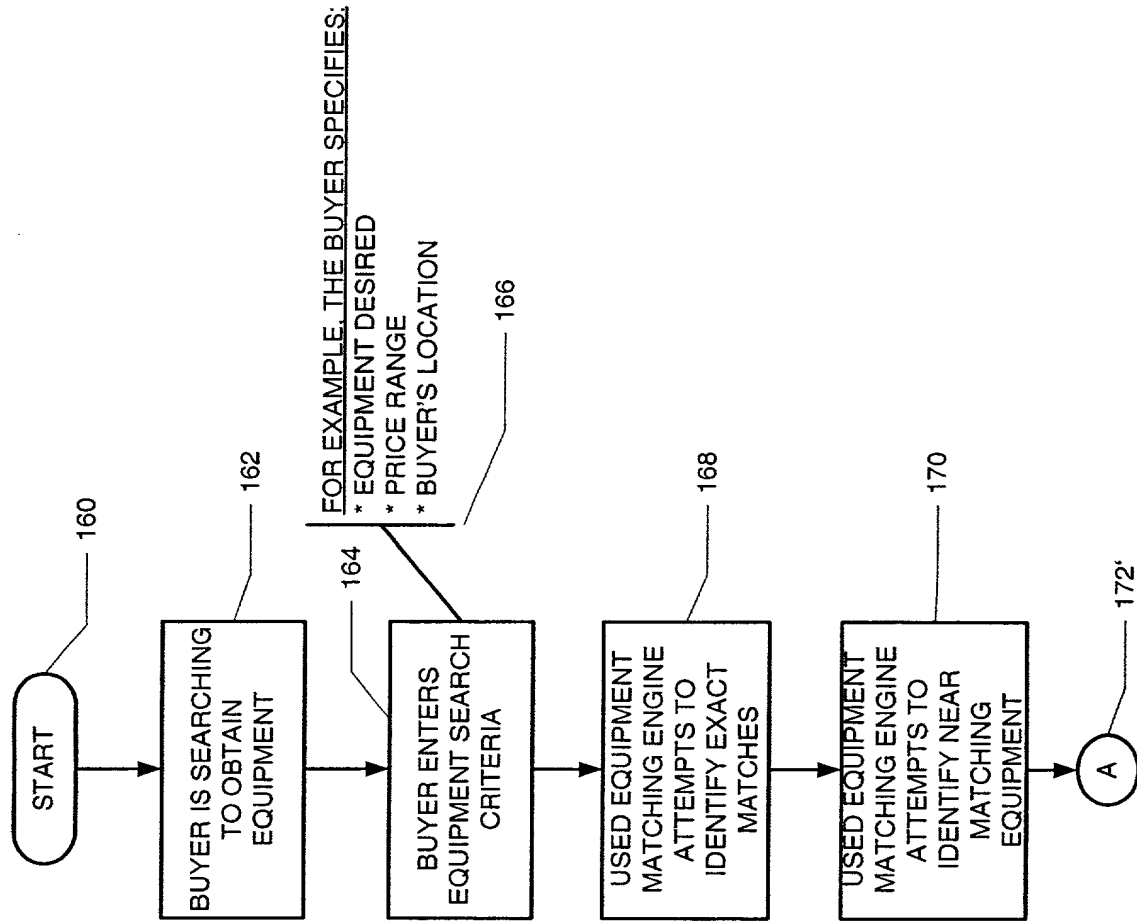 START
160
BUYER IS SEARCHING
TO OBTAIN
EQUIPMENT
162
164
BUYER ENTERS
EQUIPMENT SEARCH
CRITERIA
FOR EXAMPLE, THE BUYER SPECIFIES:
* EQUIPMENT DESIRED
* PRICE RANGE
* BUYER'S LOCATION
166
USED EQUIPMENT
MATCHING ENGINE
ATTEMPTS TO
IDENTIFY EXACT
MATCHES
168
USED EQUIPMENT
MATCHING ENGINE
ATTEMPTS TO
IDENTIFY NEAR
MATCHING
EQUIPMENT
170
A
172'